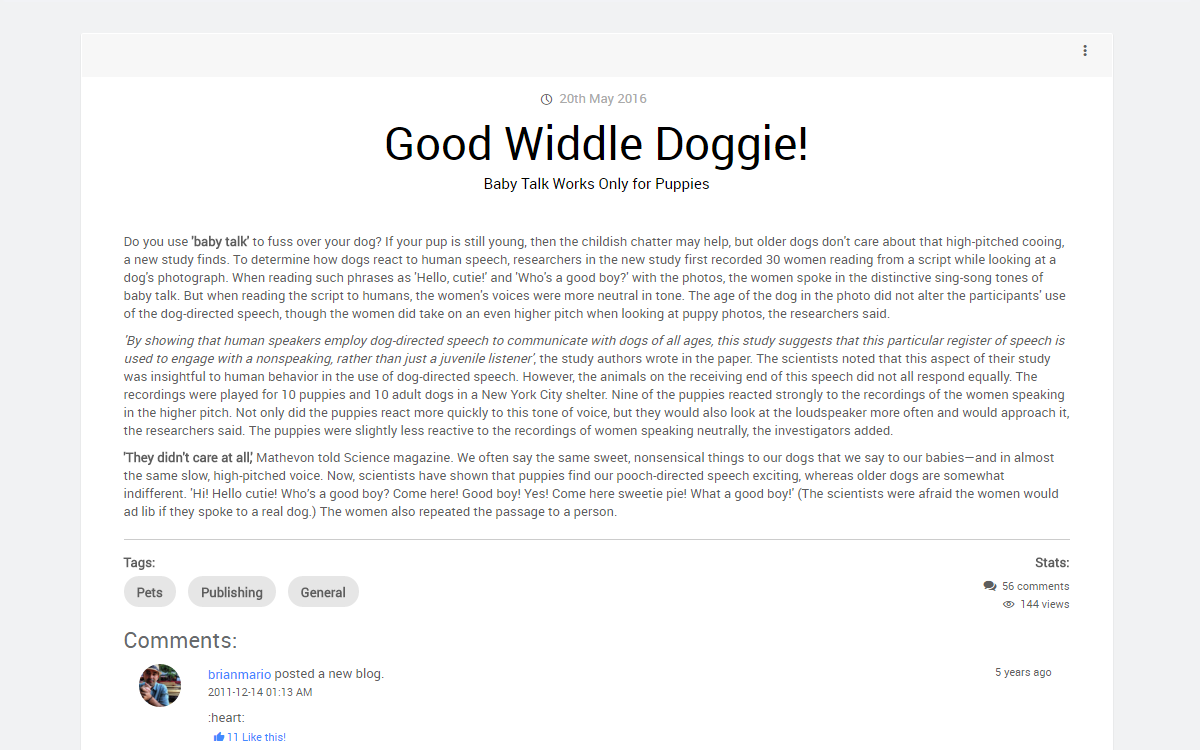 20th May 2016
Good Widdle Doggie!
Baby Talk Works Only for Puppies
Do you use 'baby talk' to fuss over your dog? If your pup is still young, then the childish chatter may help, but older dogs don't care about that high-pitched cooing,
a new study finds. To determine how dogs react to human speech, researchers in the new study first recorded 30 women reading from a script while looking at a
dog's photograph. When reading such phrases as 'Hello, cutie!' and 'Who's a good boy?' with the photos, the women spoke in the distinctive sing-song tones of
baby talk. But when reading the script to humans, the women's voices were more neutral in tone. The age of the dog in the photo did not alter the participants' use
of the dog-directed speech, though the women did take on an even higher pitch when looking at puppy photos, the researchers said.
'By showing that human speakers employ dog-directed speech to communicate with dogs of all ages, this study suggests that this particular register of speech is
used to engage with a nonspeaking, rather than just a juvenile listener', the study authors wrote in the paper. The scientists noted that this aspect of their study
was insightful to human behavior in the use of dog-directed speech. However, the animals on the receiving end of this speech did not all respond equally. The
recordings were played for 10 puppies and 10 adult dogs in a New York City shelter. Nine of the puppies reacted strongly to the recordings of the women speaking
in the higher pitch. Not only did the puppies react more quickly to this tone of voice, but they would also look at the loudspeaker more often and would approach it,
the researchers said. The puppies were slightly less reactive to the recordings of women speaking neutrally, the investigators added.
'They didn't care at all,' Mathevon told Science magazine. We often say the same sweet, nonsensical things to our dogs that we say to our babies—and in almost
the same slow, high-pitched voice. Now, scientists have shown that puppies find our pooch-directed speech exciting, whereas older dogs are somewhat
indifferent. 'Hi! Hello cutie! Who's a good boy? Come here! Good boy! Yes! Come here sweetie pie! What a good boy!' (The scientists were afraid the women would
ad lib if they spoke to a real dog.) The women also repeated the passage to a person.
Tags:
Pets Publishing General
Stats:
56 comments
144 views
Comments:
brianmario posted a new blog.
5 years ago
2011-12-14 01:13 AM
:heart:
11 Like this!